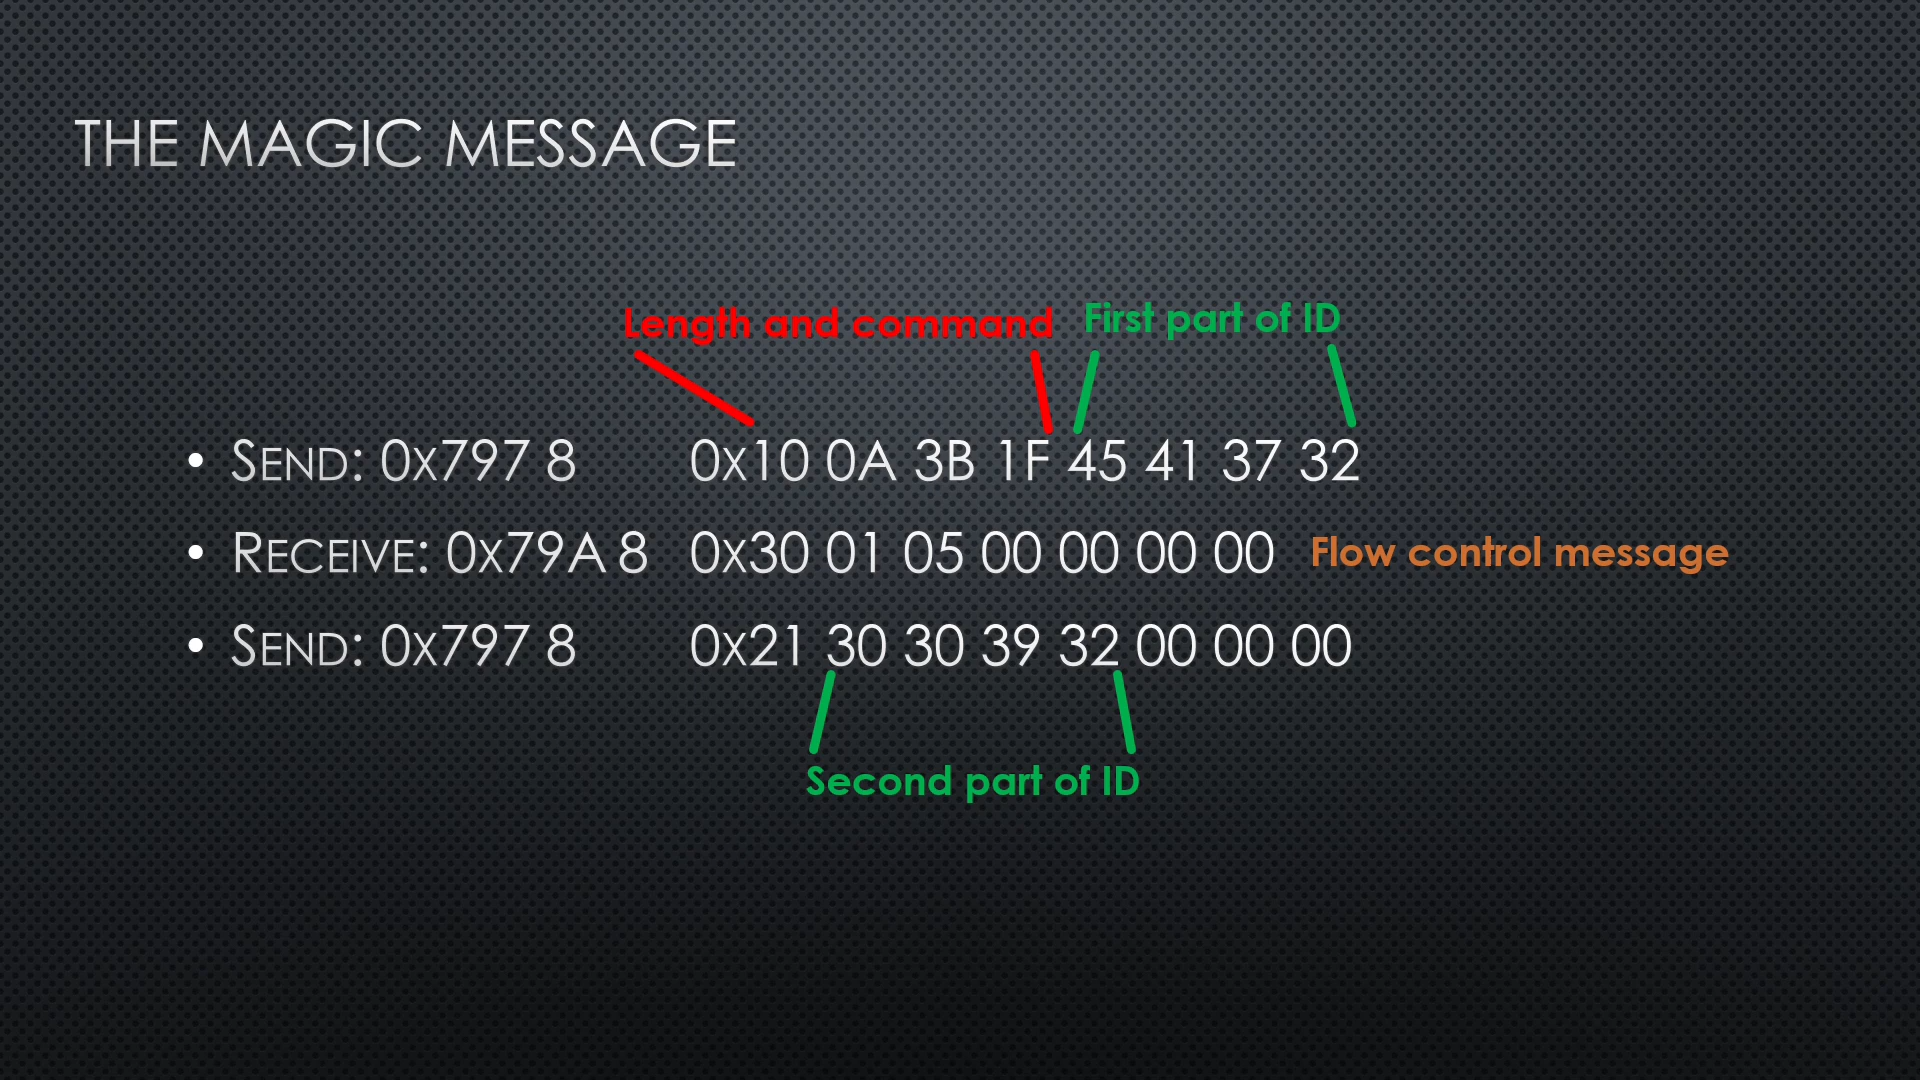 THE MAGIC MESSAGE
Length and command First part of ID
• SEND: 0X797 8 0X10 0A 3B 1F 45 41 37 32
• RECEIVE: 0X79A 8 0X30 01 05 00 00 00 00 Flow control message
• SEND: 0X797 8 0X21 30 30 39 32 00 00 00
Second part of ID